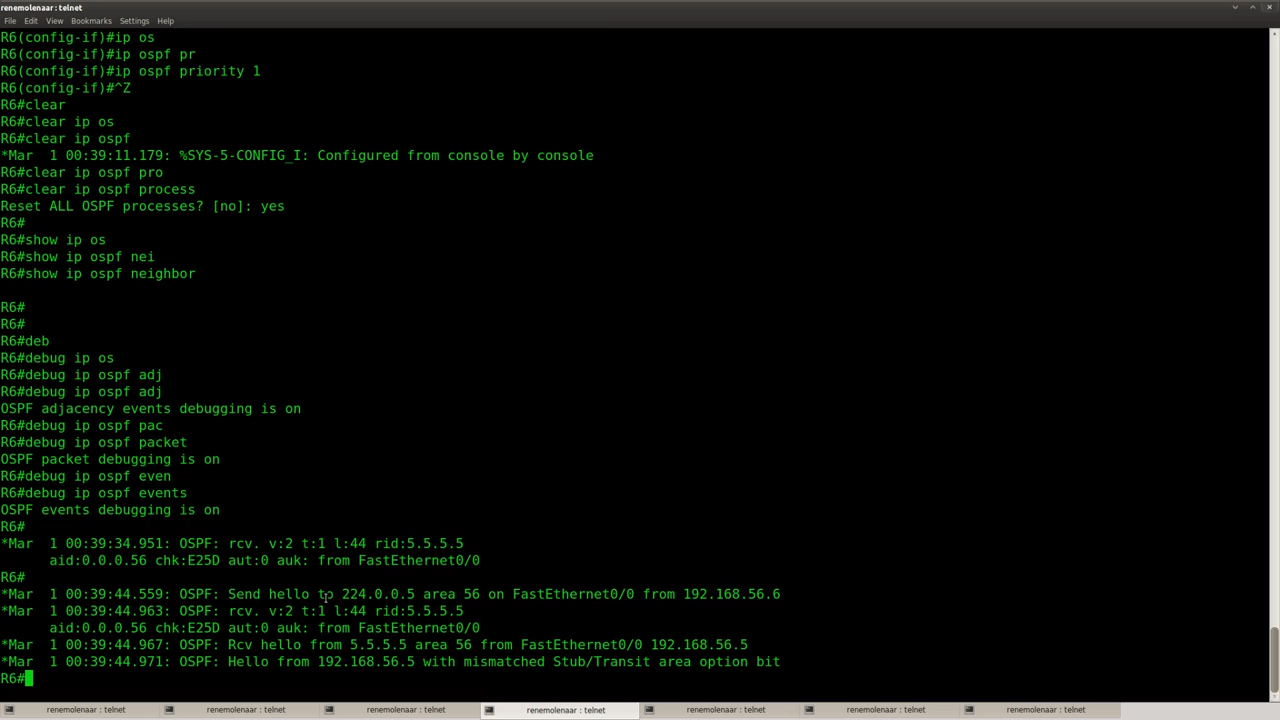 renemolenaar : telnet
File Edit View Bookmarks Settings Help
R6(config-if)#ip os
R6(config-if)#ip ospf pr
R6(config-if)#ip ospf priority 1
R6(config-if)#^Z
R6#clear
R6#clear ip os
R6#clear ip ospf
*Mar  1 00:39:11.179: %SYS-5-CONFIG_I: Configured from console by console
R6#clear ip ospf pro
R6#clear ip ospf process
Reset ALL OSPF processes? [no]: yes
R6#
R6#show ip os
R6#show ip ospf nei
R6#show ip ospf neighbor
R6#
R6#
R6#deb
R6#debug ip os
R6#debug ip ospf adj
R6#debug ip ospf adj
OSPF adjacency events debugging is on
R6#debug ip ospf pac
R6#debug ip ospf packet
OSPF packet debugging is on
R6#debug ip ospf even
R6#debug ip ospf events
OSPF events debugging is on
R6#
*Mar  1 00:39:34.951: OSPF: rcv. v:2 t:1 l:44 rid:5.5.5.5
      aid:0.0.0.56 chk:E25D aut:0 auk: from FastEthernet0/0
R6#
*Mar  1 00:39:44.559: OSPF: Send hello to 224.0.0.5 area 56 on FastEthernet0/0 from 192.168.56.6
*Mar  1 00:39:44.963: OSPF: rcv. v:2 t:1 l:44 rid:5.5.5.5
      aid:0.0.0.56 chk:E25D aut:0 auk: from FastEthernet0/0
*Mar  1 00:39:44.967: OSPF: Rcv hello from 5.5.5.5 area 56 from FastEthernet0/0 192.168.56.5
*Mar  1 00:39:44.971: OSPF: Hello from 192.168.56.5 with mismatched Stub/Transit area option bit
R6#
renemolenaar : telnet renemolenaar : telnet renemolenaar : telnet renemolenaar : telnet renemolenaar : telnet renemolenaar : telnet renemolenaar : telnet